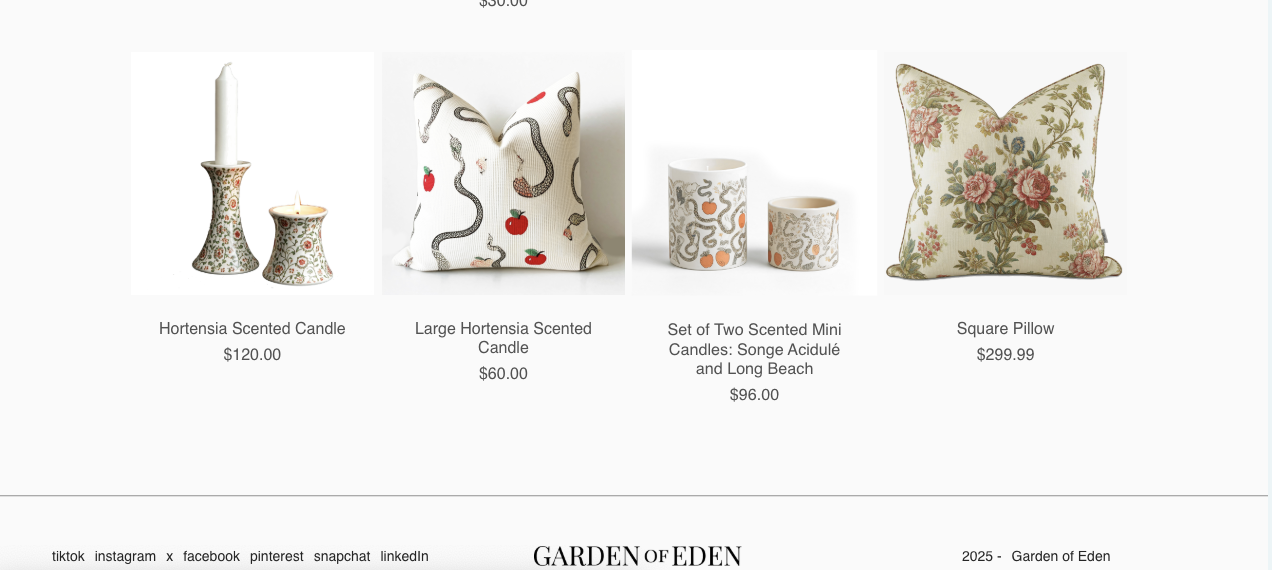 $30.00
Hortensia Scented Candle
$120.00
Large Hortensia Scented
Candle
$60.00
Set of Two Scented Mini
Candles: Songe Acidulé
and Long Beach
$96.00
Square Pillow
$299.99
tiktok instagram x facebook pinterest snapchat linkedIn
GARDEN OF EDEN
2025 - Garden of Eden